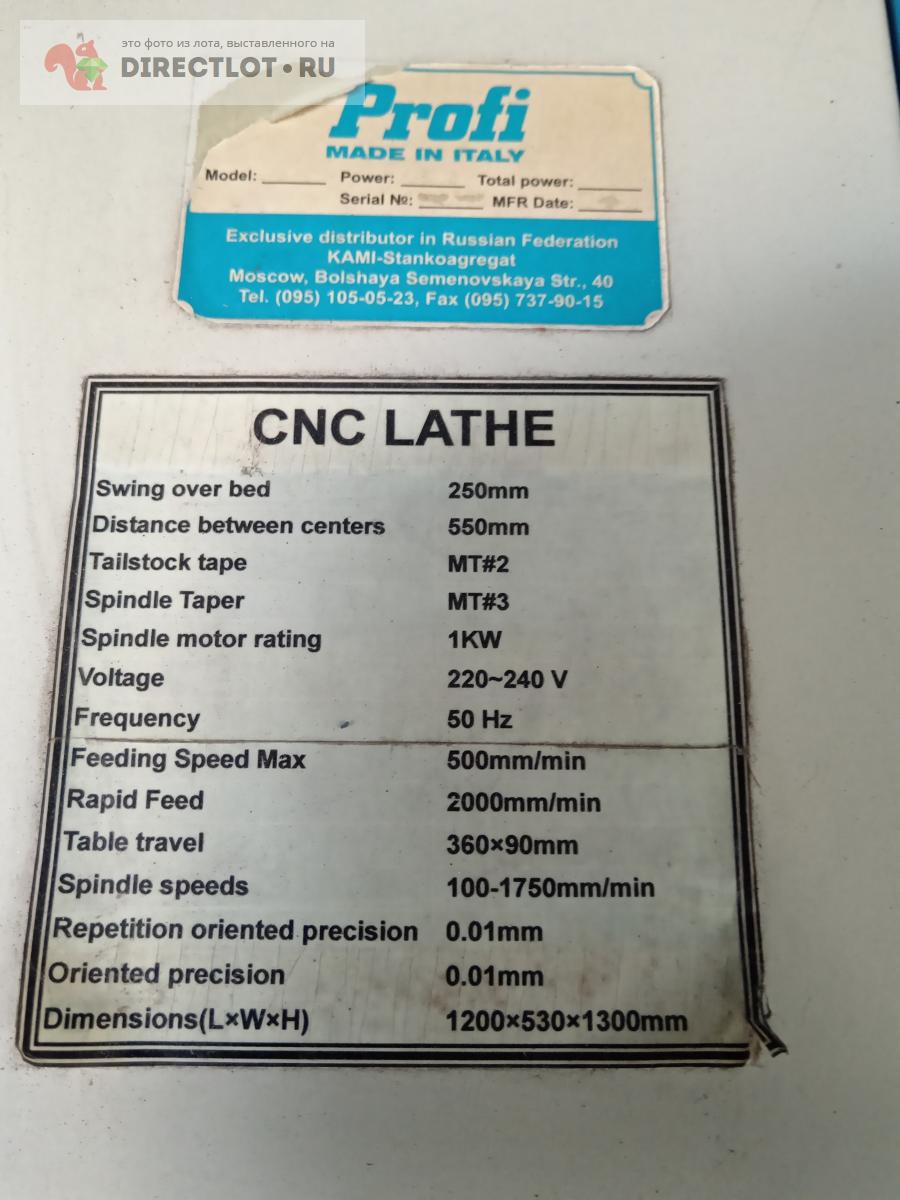 это фото из лота, выставленного на
DIRECTLOT•RU
Profi
MADE IN ITALY
Model: ______ Power: ______ Total power: ______
Serial №: ______ MFR Date: ______
Exclusive distributor in Russian Federation
KAMI-Stankoagregat
Moscow, Bolshaya Semenovskaya Str., 40
Tel. (095) 105-05-23, Fax (095) 737-90-15
CNC LATHE
Swing over bed 250mm
Distance between centers 550mm
Tailstock tape MT#2
Spindle Taper MT#3
Spindle motor rating 1KW
Voltage 220~240 V
Frequency 50 Hz
Feeding Speed Max 500mm/min
Rapid Feed 2000mm/min
Table travel 360×90mm
Spindle speeds 100-1750mm/min
Repetition oriented precision 0.01mm
Oriented precision 0.01mm
Dimensions(L×W×H) 1200×530×1300mm